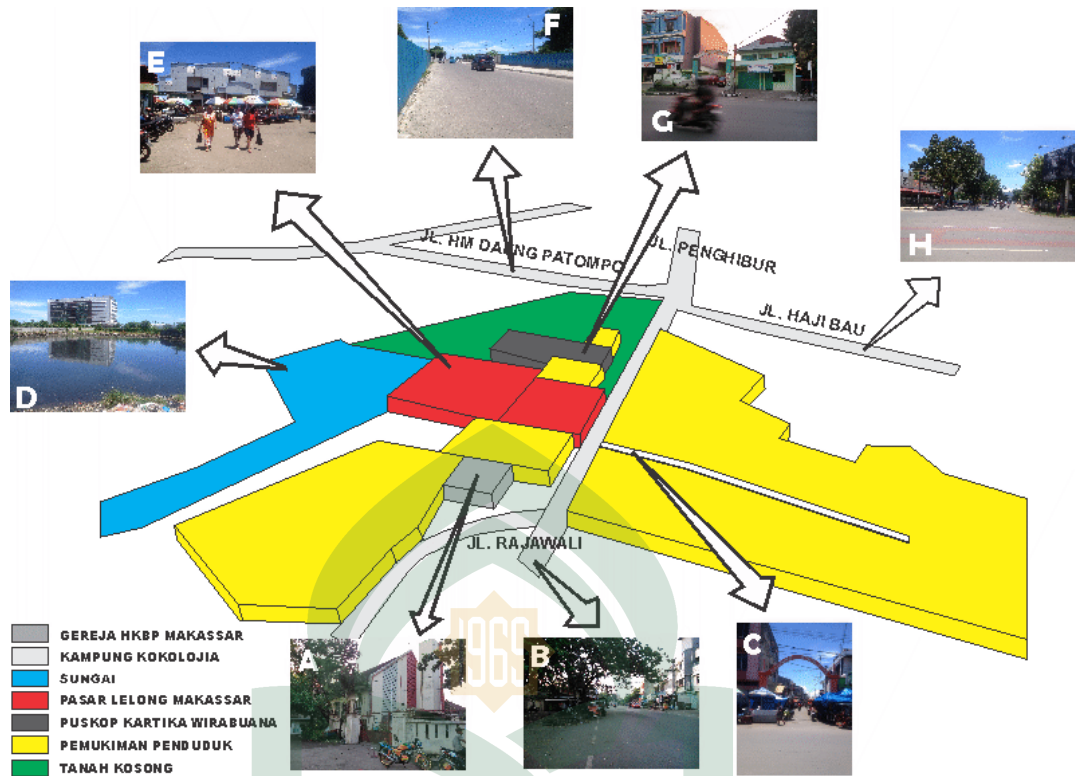 E
F
G
H
JL. HM DAENG PATOMPO
JL. PENGHIBUR
JL. HAJI BAU
D
JL. RAJAWALI
GEREJA HKBP MAKASSAR
KAMPUNG KOKOLOJIA
SUNGAI
PASAR LELONG MAKASSAR
PUSKOP KARTIKA WIRABUANA
PEMUKIMAN PENDUDUK
TANAH KOSONG
A
1969
B
C